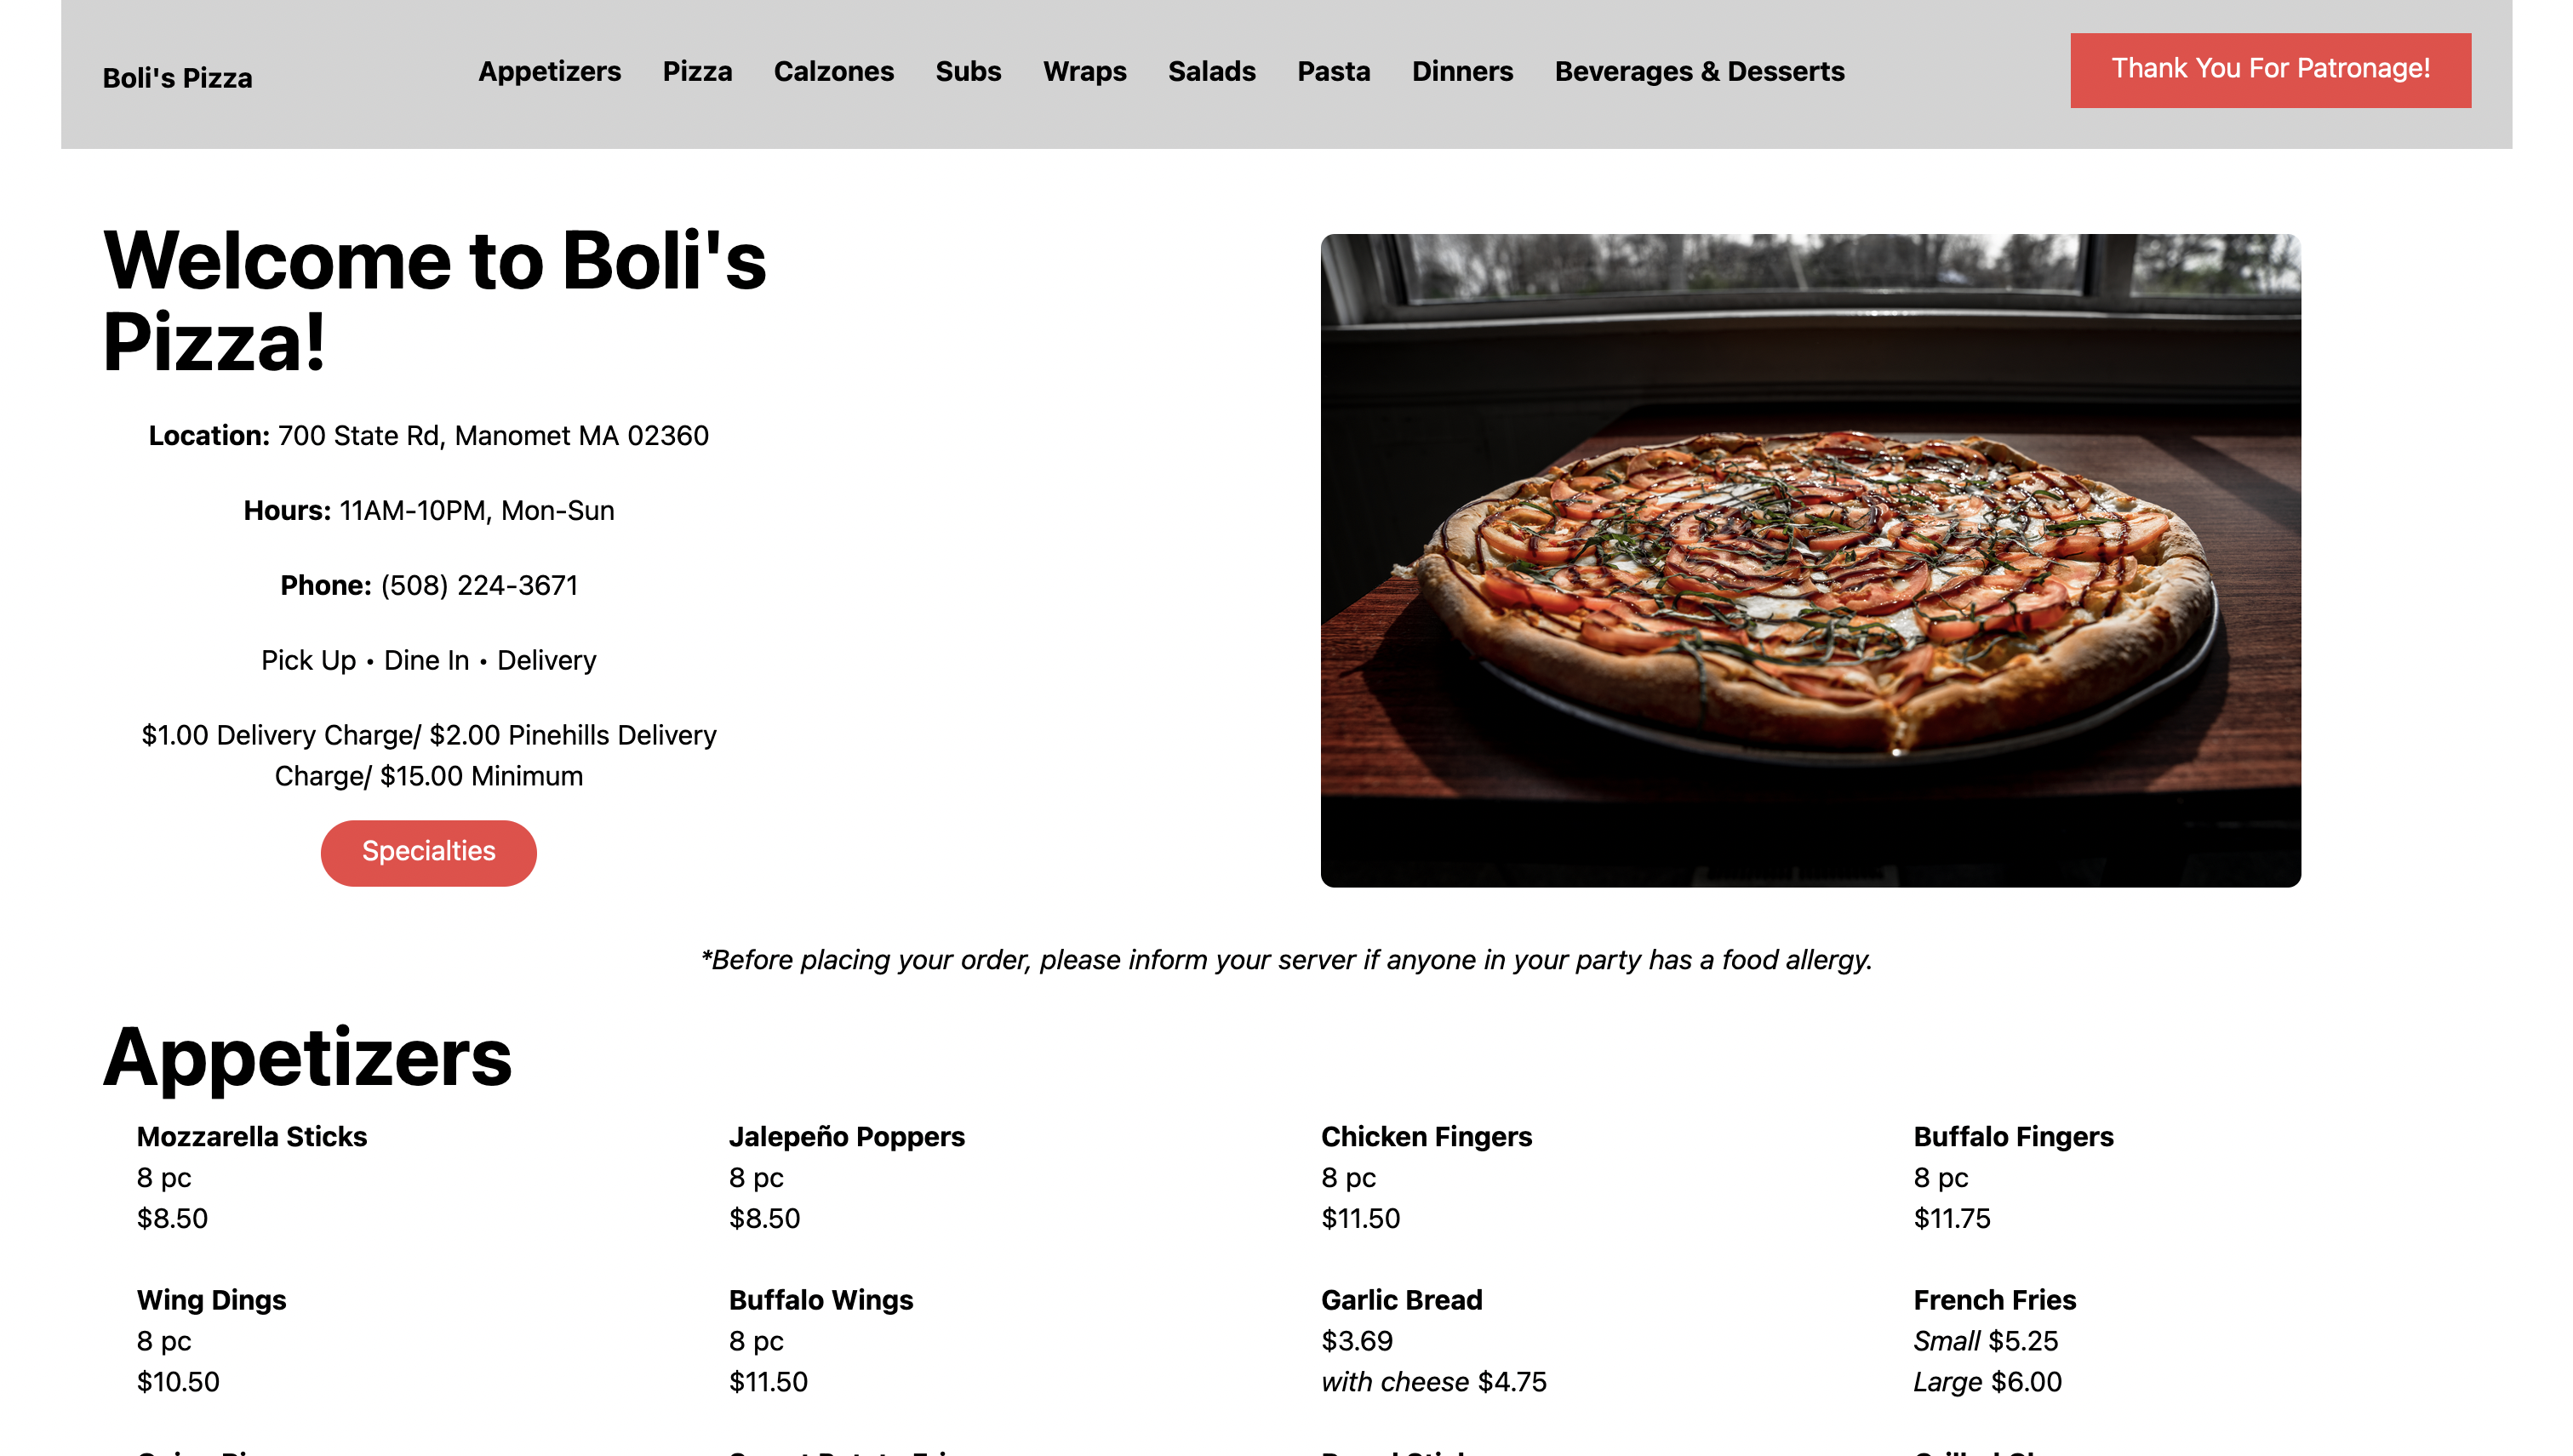 Boli's Pizza
Appetizers Pizza Calzones Subs Wraps Salads Pasta Dinners Beverages & Desserts
Thank You For Patronage!
Welcome to Boli's
Pizza!
Location: 700 State Rd, Manomet MA 02360
Hours: 11AM-10PM, Mon-Sun
Phone: (508) 224-3671
Pick Up • Dine In • Delivery
$1.00 Delivery Charge/ $2.00 Pinehills Delivery
Charge/ $15.00 Minimum
Specialties
*Before placing your order, please inform your server if anyone in your party has a food allergy.
Appetizers
Mozzarella Sticks
8 pc
$8.50
Jalepeño Poppers
8 pc
$8.50
Chicken Fingers
8 pc
$11.50
Buffalo Fingers
8 pc
$11.75
Wing Dings
8 pc
$10.50
Buffalo Wings
8 pc
$11.50
Garlic Bread
$3.69
with cheese $4.75
French Fries
Small $5.25
Large $6.00